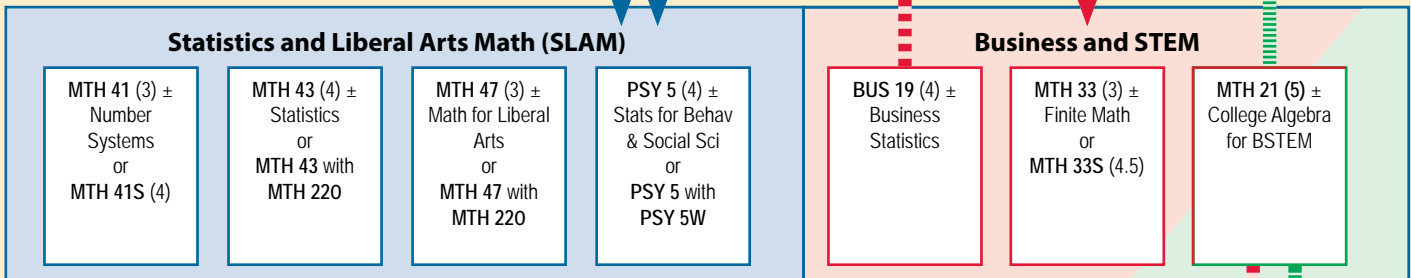 Statistics and Liberal Arts Math (SLAM)
MTH 41 (3) ±
Number
Systems
or
MTH 41S (4)
MTH 43 (4) ±
Statistics
or
MTH 43 with
MTH 220
MTH 47 (3) ±
Math for Liberal
Arts
or
MTH 47 with
MTH 220
PSY 5 (4) ±
Stats for Behav
& Social Sci
or
PSY 5 with
PSY 5W
Business and STEM
BUS 19 (4) ±
Business
Statistics
MTH 33 (3) ±
Finite Math
or
MTH 33S (4.5)
MTH 21 (5) ±
College Algebra
for BSTEM